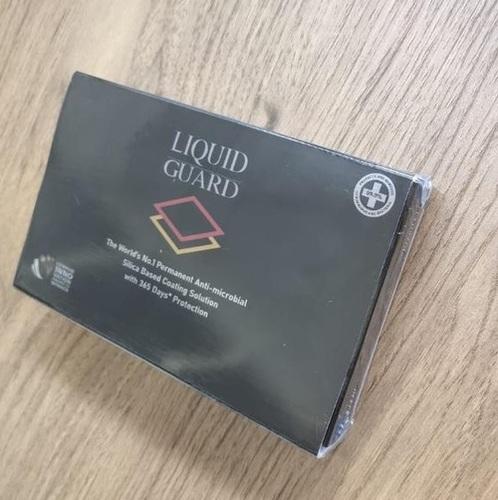 LIQUID
GUARD
The World's No.1 Permanent Anti-microbial
Silica Based Coating Solution
with 365 Days* Protection